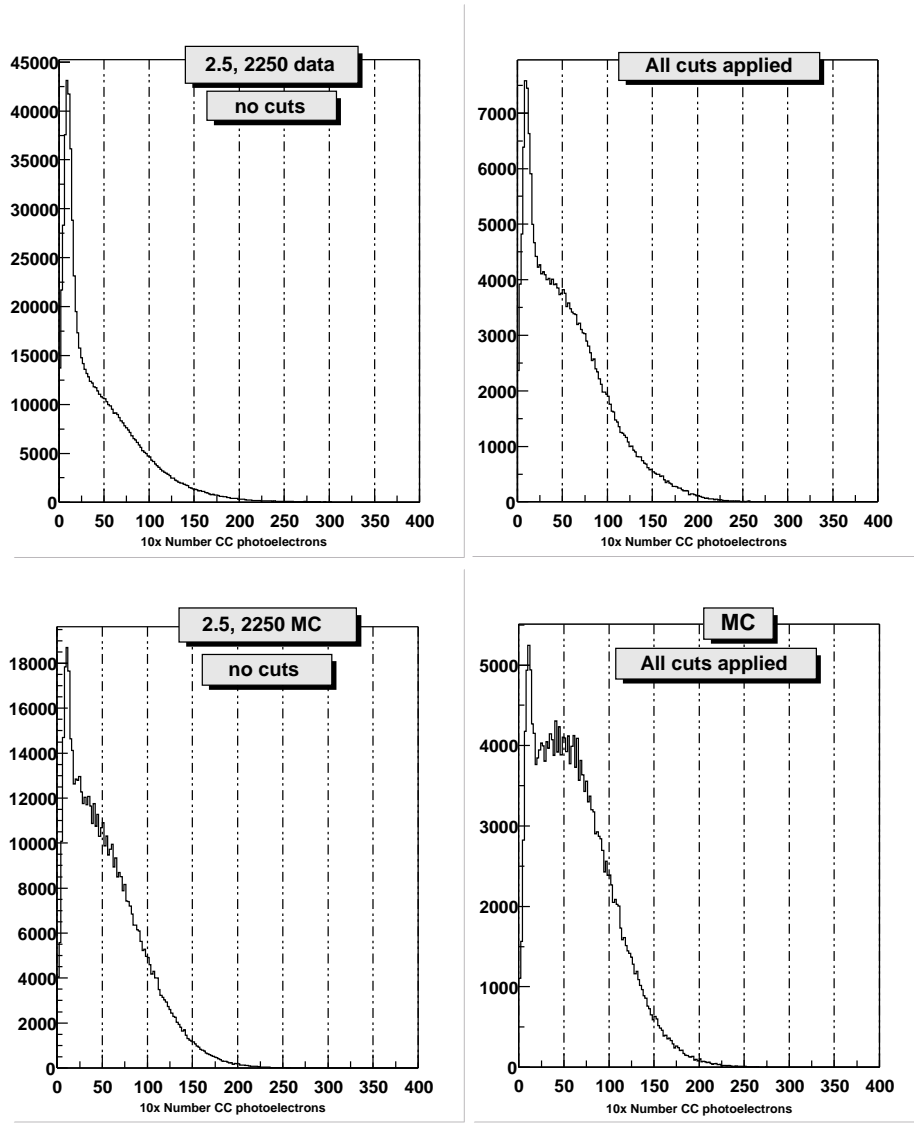 2.5, 2250 data
no cuts
45000
40000
35000
30000
25000
20000
15000
10000
5000
0
0 50 100 150 200 250 300 350 400
10x Number CC photoelectrons
All cuts applied
7000
6000
5000
4000
3000
2000
1000
0
0 50 100 150 200 250 300 350 400
10x Number CC photoelectrons
2.5, 2250 MC
no cuts
18000
16000
14000
12000
10000
8000
6000
4000
2000
0
0 50 100 150 200 250 300 350 400
10x Number CC photoelectrons
MC
All cuts applied
5000
4000
3000
2000
1000
0
0 50 100 150 200 250 300 350 400
10x Number CC photoelectrons